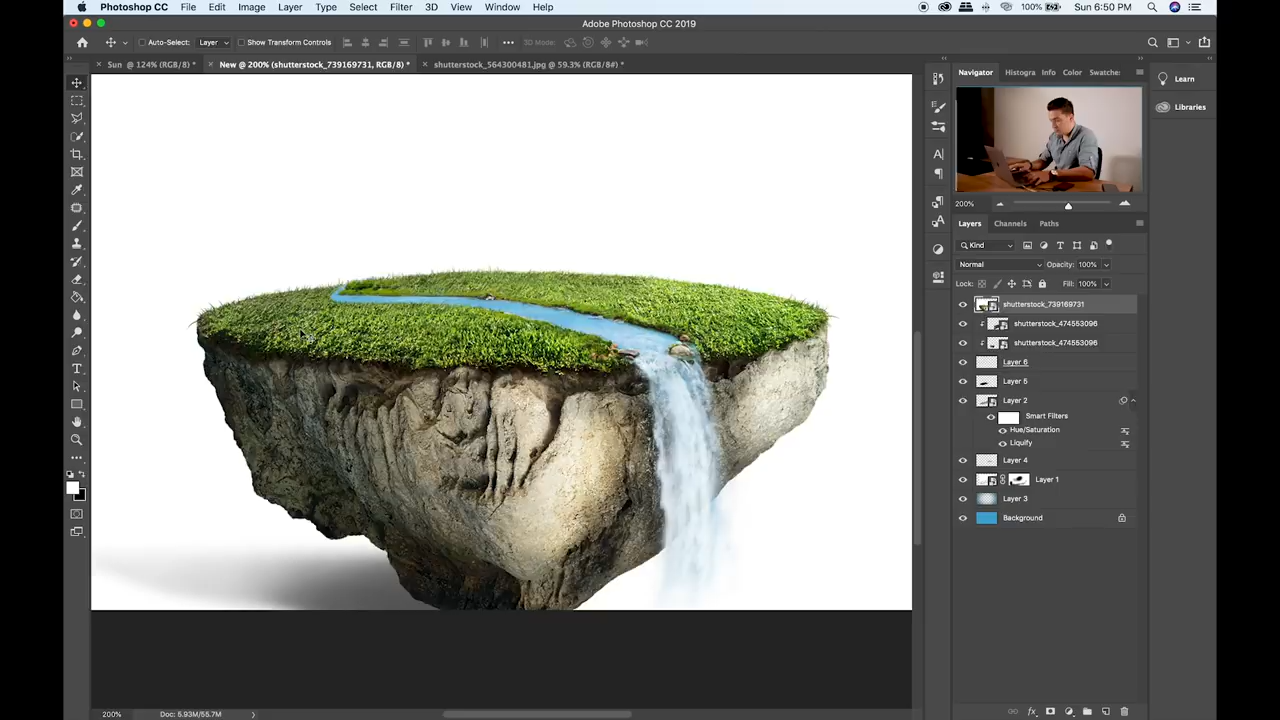 Photoshop CC File Edit Image Layer Type Select Filter 3D View Window Help 100% Sun 6:50 PM
Adobe Photoshop CC 2019
Auto-Select: Layer Show Transform Controls 3D Mode:
Sun @ 124% (RGB/8) * New @ 200% (shutterstock_739169731, RGB/8) * shutterstock_564300481.jpg @ 59.3% (RGB/8#) *
Navigator Histogra Info Color Swatche:
Learn
Libraries
200%
Layers Channels Paths
Kind
Normal Opacity: 100%
Lock: Fill: 100%
shutterstock_739169731
shutterstock_474553096
shutterstock_474553096
Layer 6
Layer 5
Layer 2
Smart Filters
Hue/Saturation
Liquify
Layer 4
Layer 1
Layer 3
Background
200% Doc: 5.93M/55.7M